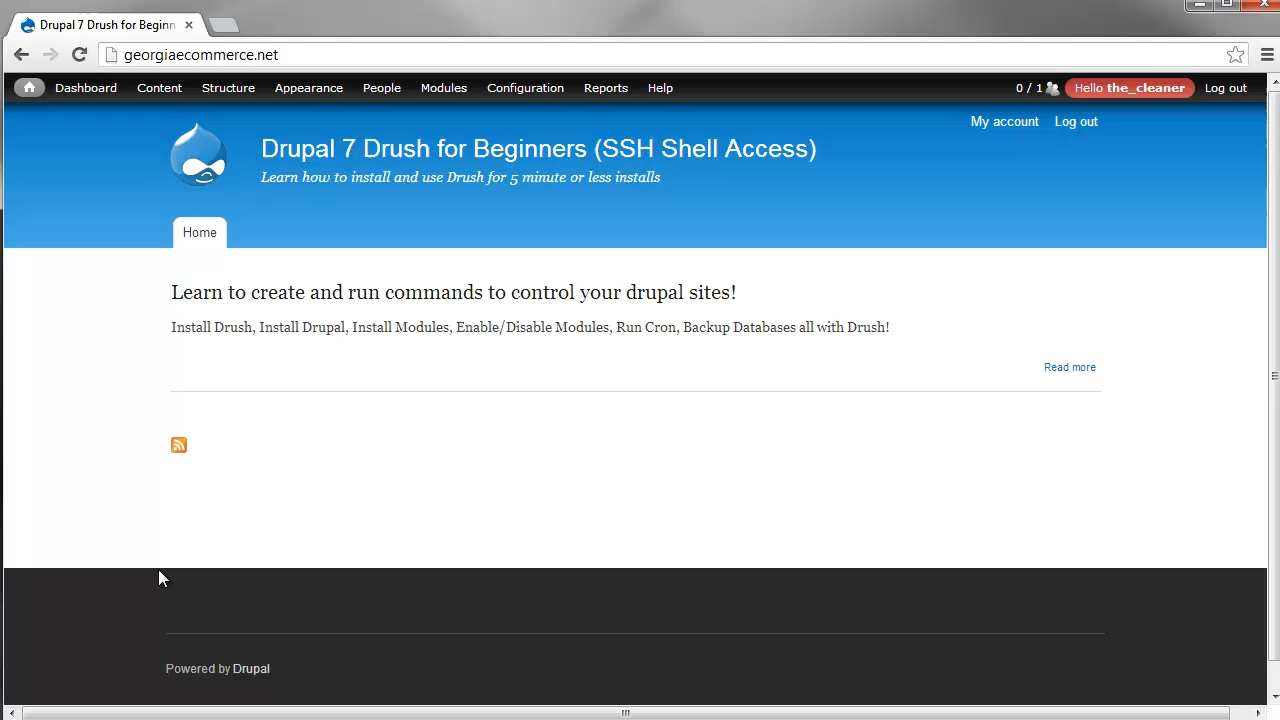 Drupal 7 Drush for Beginn
georgiaecommerce.net
Dashboard Content Structure Appearance People Modules Configuration Reports Help 0 / 1 Hello the_cleaner Log out
My account Log out
Drupal 7 Drush for Beginners (SSH Shell Access)
Learn how to install and use Drush for 5 minute or less installs
Home
Learn to create and run commands to control your drupal sites!
Install Drush, Install Drupal, Install Modules, Enable/Disable Modules, Run Cron, Backup Databases all with Drush!
Read more
Powered by Drupal